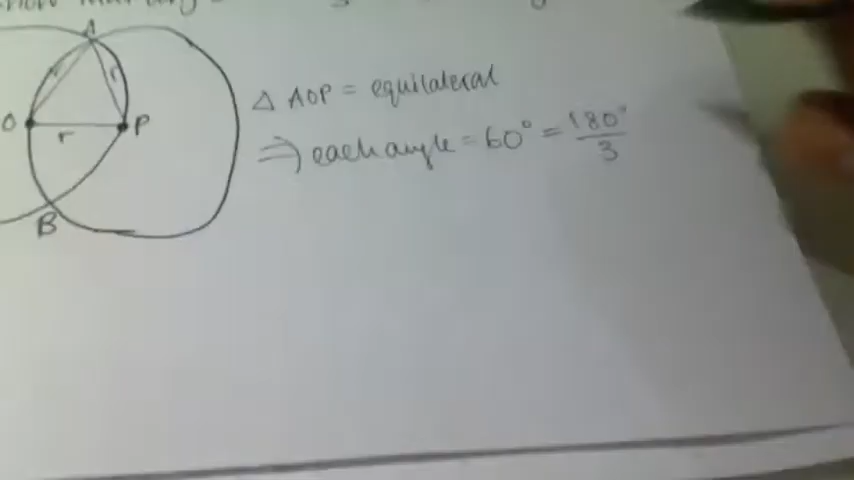 A
r r
△ AOP = equilateral
O r P
⇒ each angle = 60° = 180°/3
B